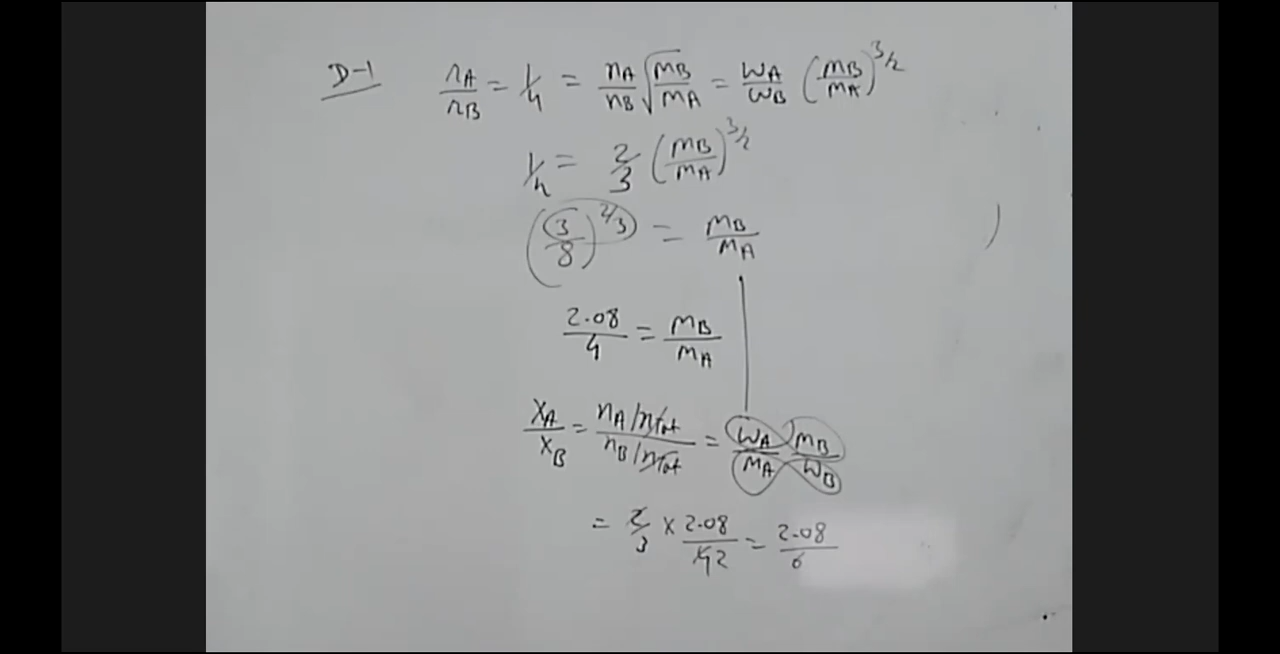 D-1 rA/rB = 1/4 = nA/nB √(MB/MA) = WA/WB (MB/MA)^3/2
1/4 = 2/3 (MB/MA)^3/2
(3/8)^2/3 = MB/MA
2.08/4 = MB/MA
XA/XB = (nA/nTot)/(nB/nTot) = WA/MA MB/WB
= 2/3 × 2.08/42 = 2.08/6